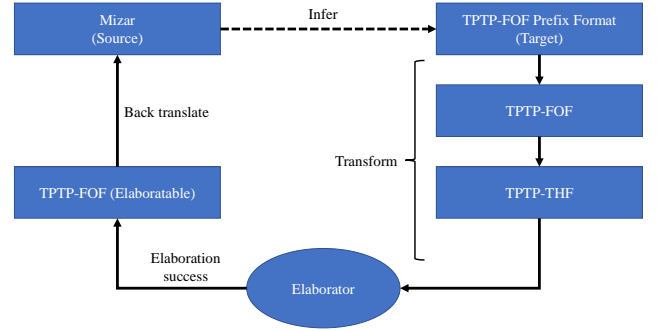 Mizar
(Source)
Infer
TPTP-FOF Prefix Format
(Target)
TPTP-FOF
Back translate
Transform
TPTP-FOF (Elaboratable)
TPTP-THF
Elaboration
success
Elaborator